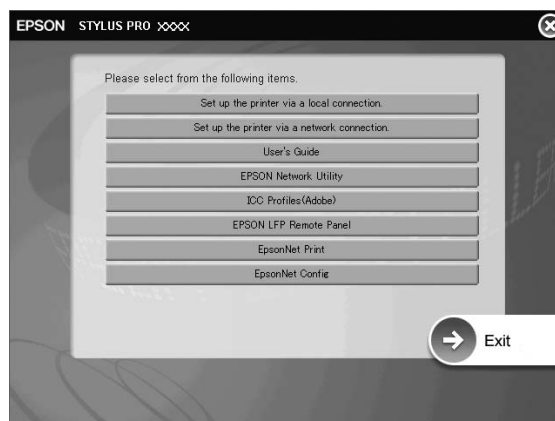 EPSON STYLUS PRO XXXX
Please select from the following items.
Set up the printer via a local connection.
Set up the printer via a network connection.
User's Guide
EPSON Network Utility
ICC Profiles(Adobe)
EPSON LFP Remote Panel
EpsonNet Print
EpsonNet Config
Exit